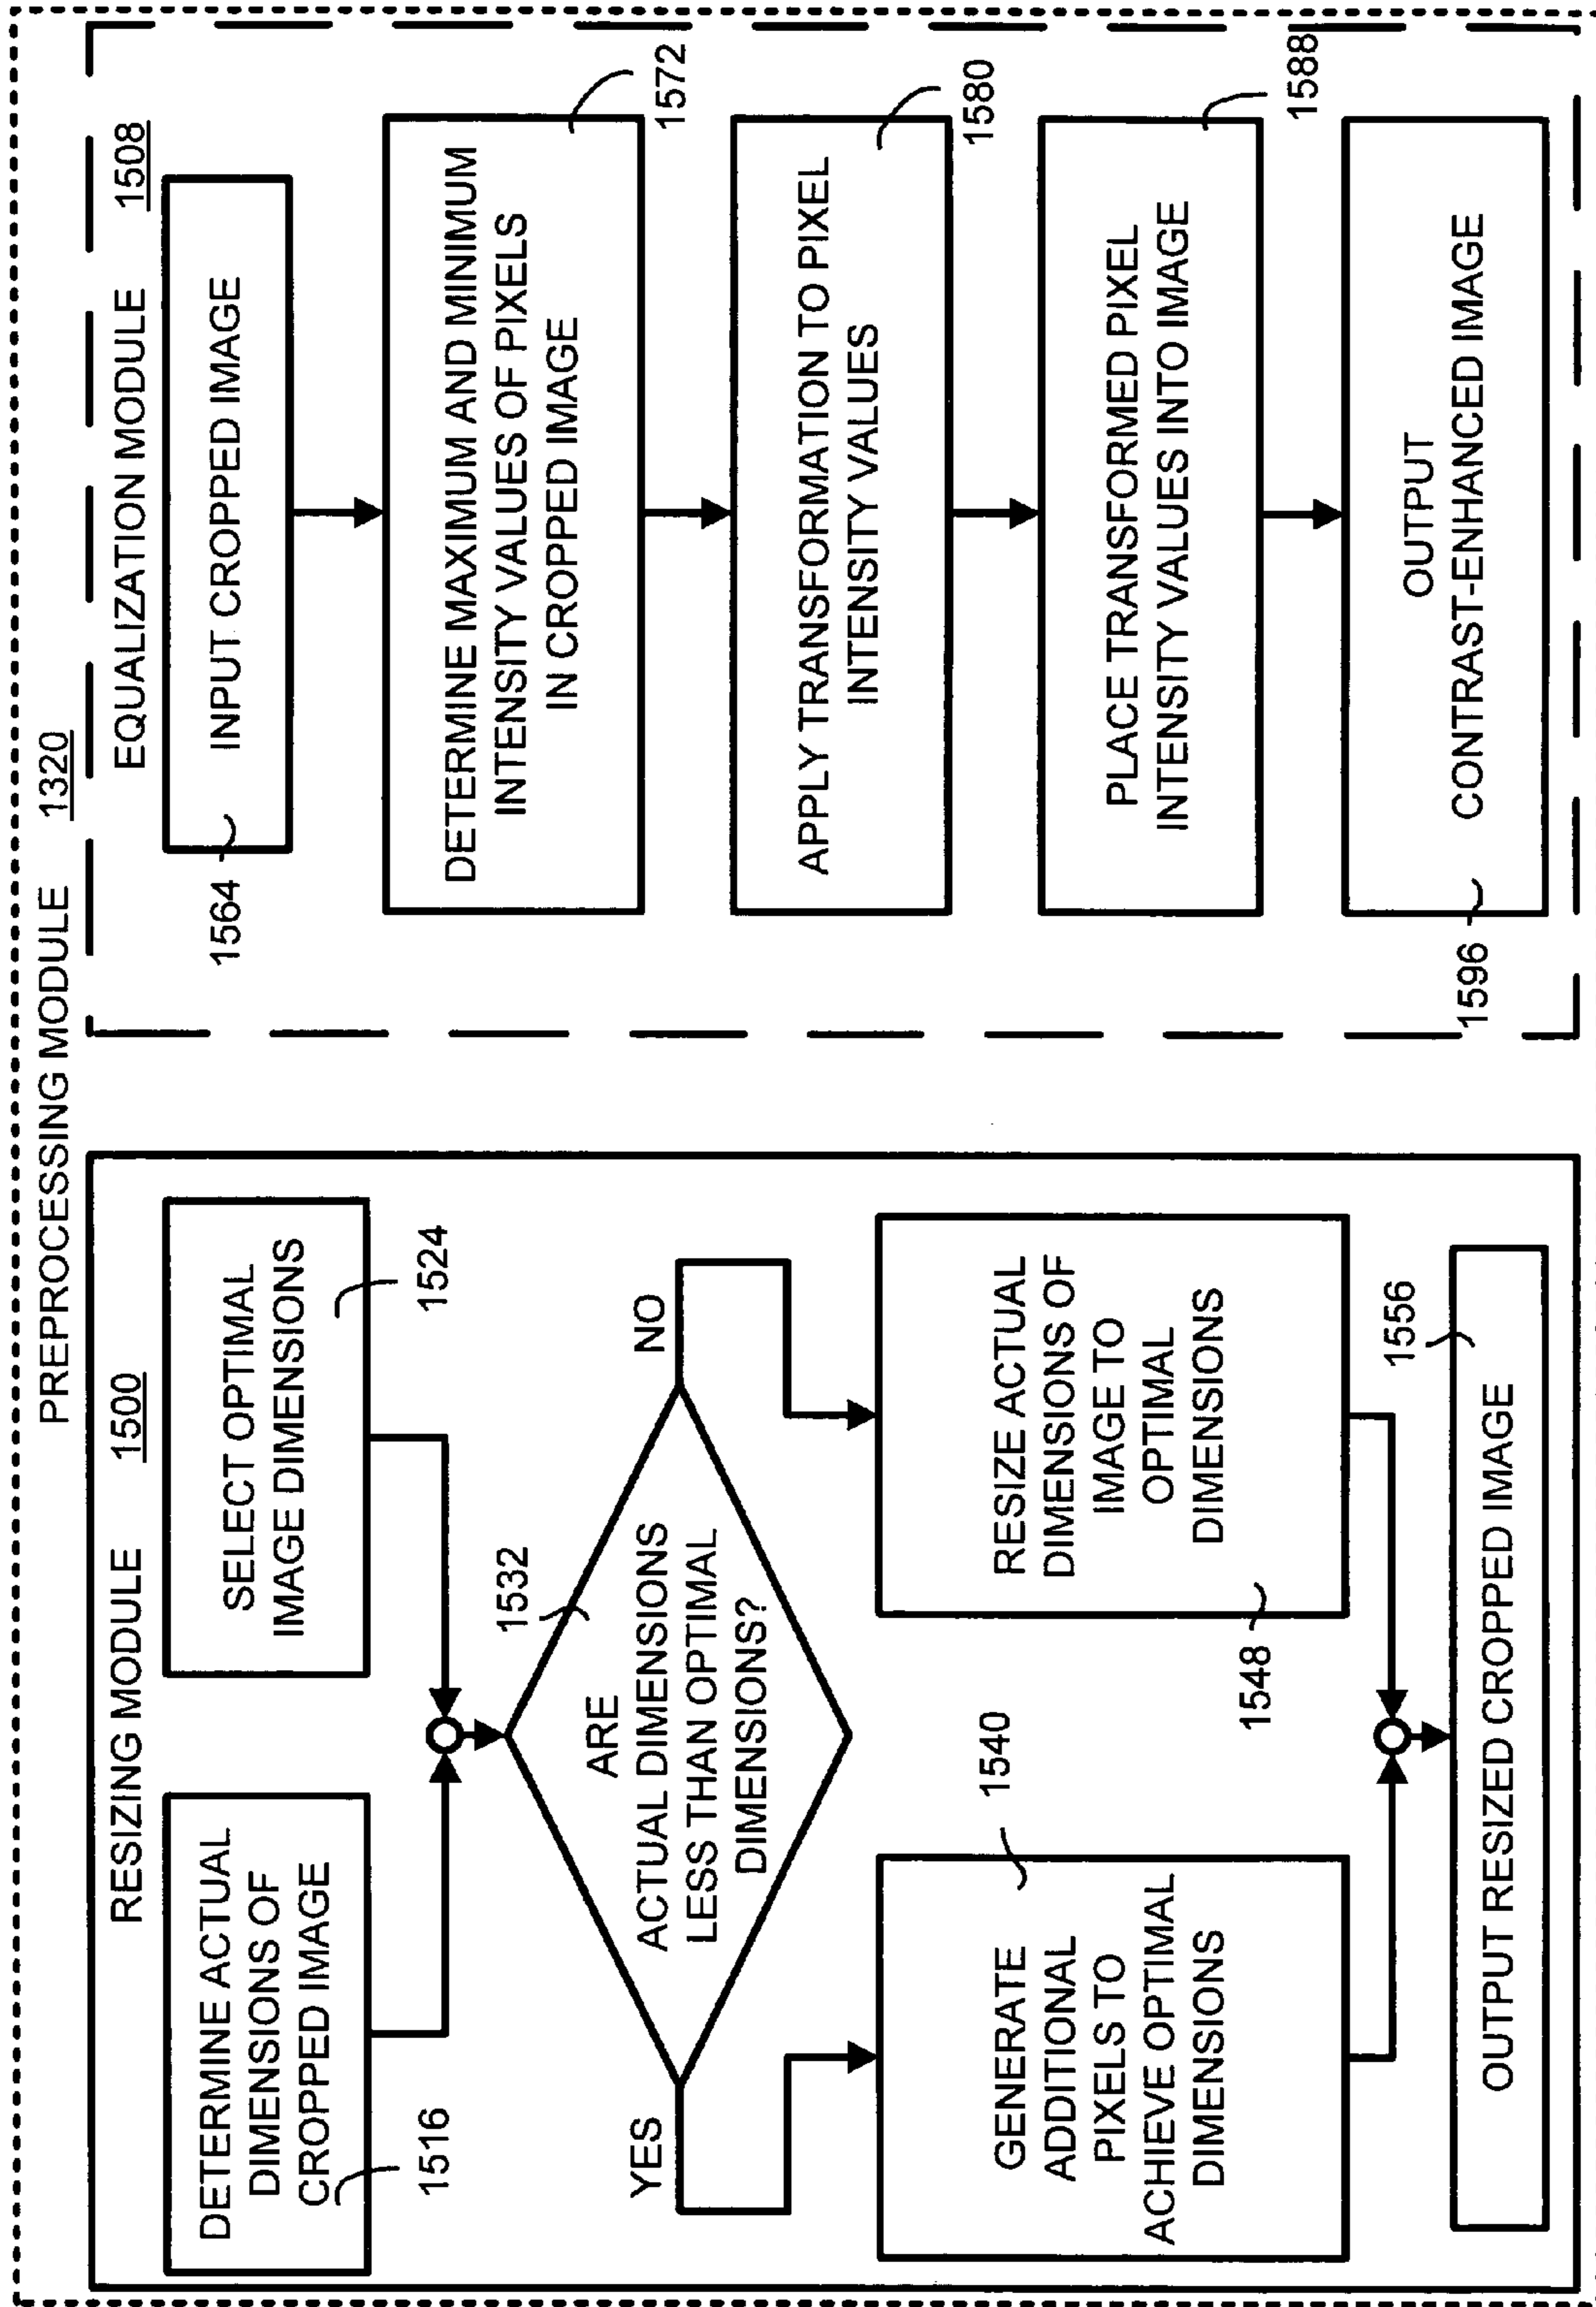 PREPROCESSING MODULE 1320
RESIZING MODULE 1500
DETERMINE ACTUAL
DIMENSIONS OF
CROPPED IMAGE
1516
SELECT OPTIMAL
IMAGE DIMENSIONS
1524
1532
ARE
ACTUAL DIMENSIONS
LESS THAN OPTIMAL
DIMENSIONS?
YES
NO
GENERATE
ADDITIONAL
PIXELS TO
ACHIEVE OPTIMAL
DIMENSIONS
1540
RESIZE ACTUAL
DIMENSIONS OF
IMAGE TO
OPTIMAL
DIMENSIONS
1548
1556
OUTPUT RESIZED CROPPED IMAGE
EQUALIZATION MODULE 1508
INPUT CROPPED IMAGE
1564
DETERMINE MAXIMUM AND MINIMUM
INTENSITY VALUES OF PIXELS
IN CROPPED IMAGE
1572
APPLY TRANSFORMATION TO PIXEL
INTENSITY VALUES
1580
PLACE TRANSFORMED PIXEL
INTENSITY VALUES INTO IMAGE
1588
OUTPUT
CONTRAST-ENHANCED IMAGE
1596